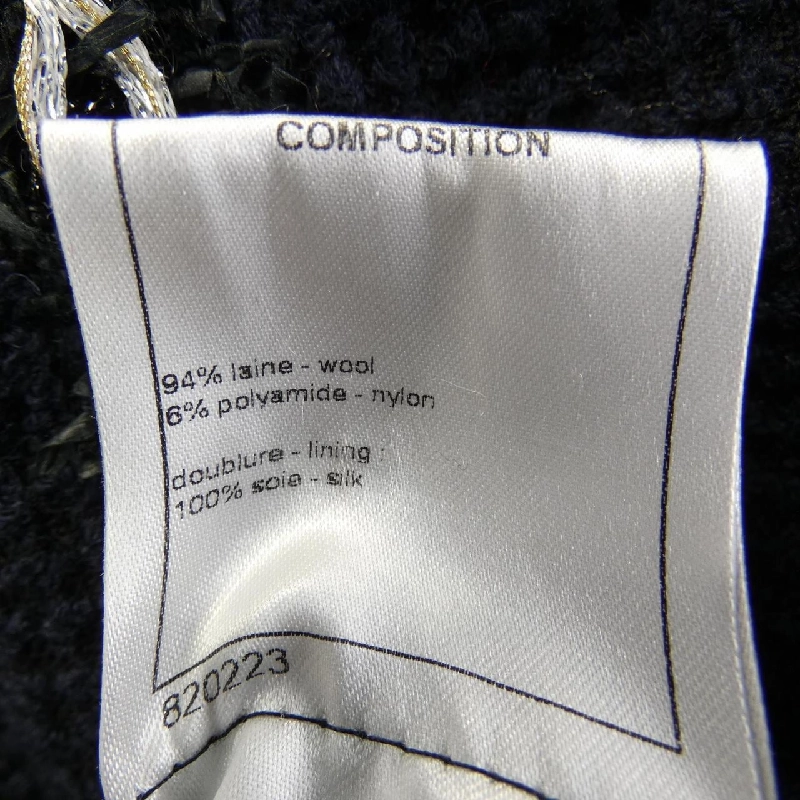 COMPOSITION
94% laine - wool
6% polyamide - nylon
doublure - lining :
100% soie - silk
820223